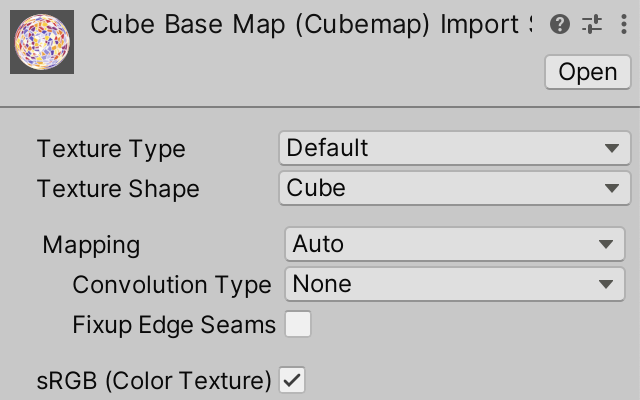 Cube Base Map (Cubemap) Import
Open
Texture Type Default
Texture Shape Cube
Mapping Auto
Convolution Type None
Fixup Edge Seams
sRGB (Color Texture)